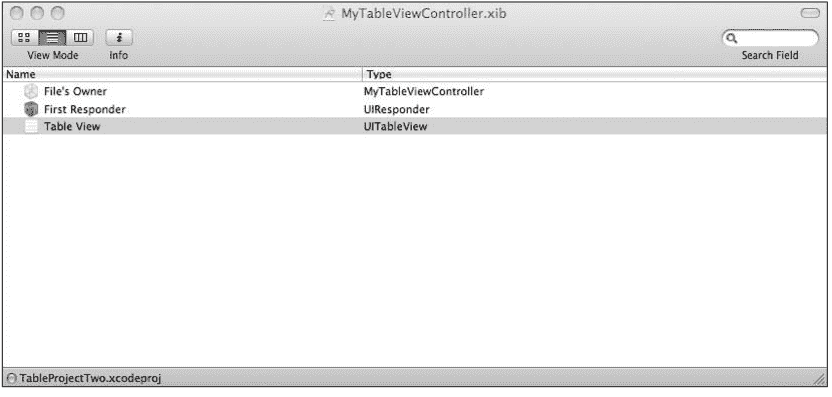 MyTableViewController.xib
View Mode Info Search Field
Name Type
File's Owner MyTableViewController
First Responder UIResponder
Table View UITableView
TableProjectTwo.xcodeproj